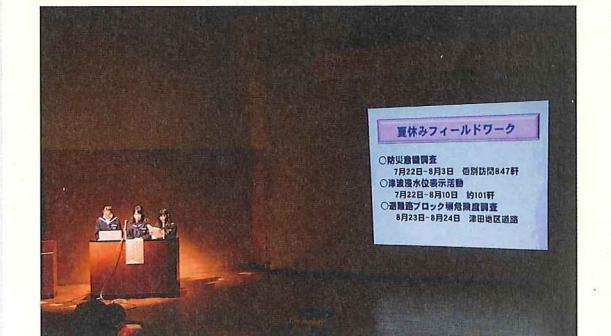 夏休みフィールドワーク
○防災意識調査
7月22日-8月3日 個別訪問847軒
○津波浸水位表示活動
7月22日-8月10日 約101軒
○避難路ブロック塀危険度調査
8月23日-8月24日 津田地区道路